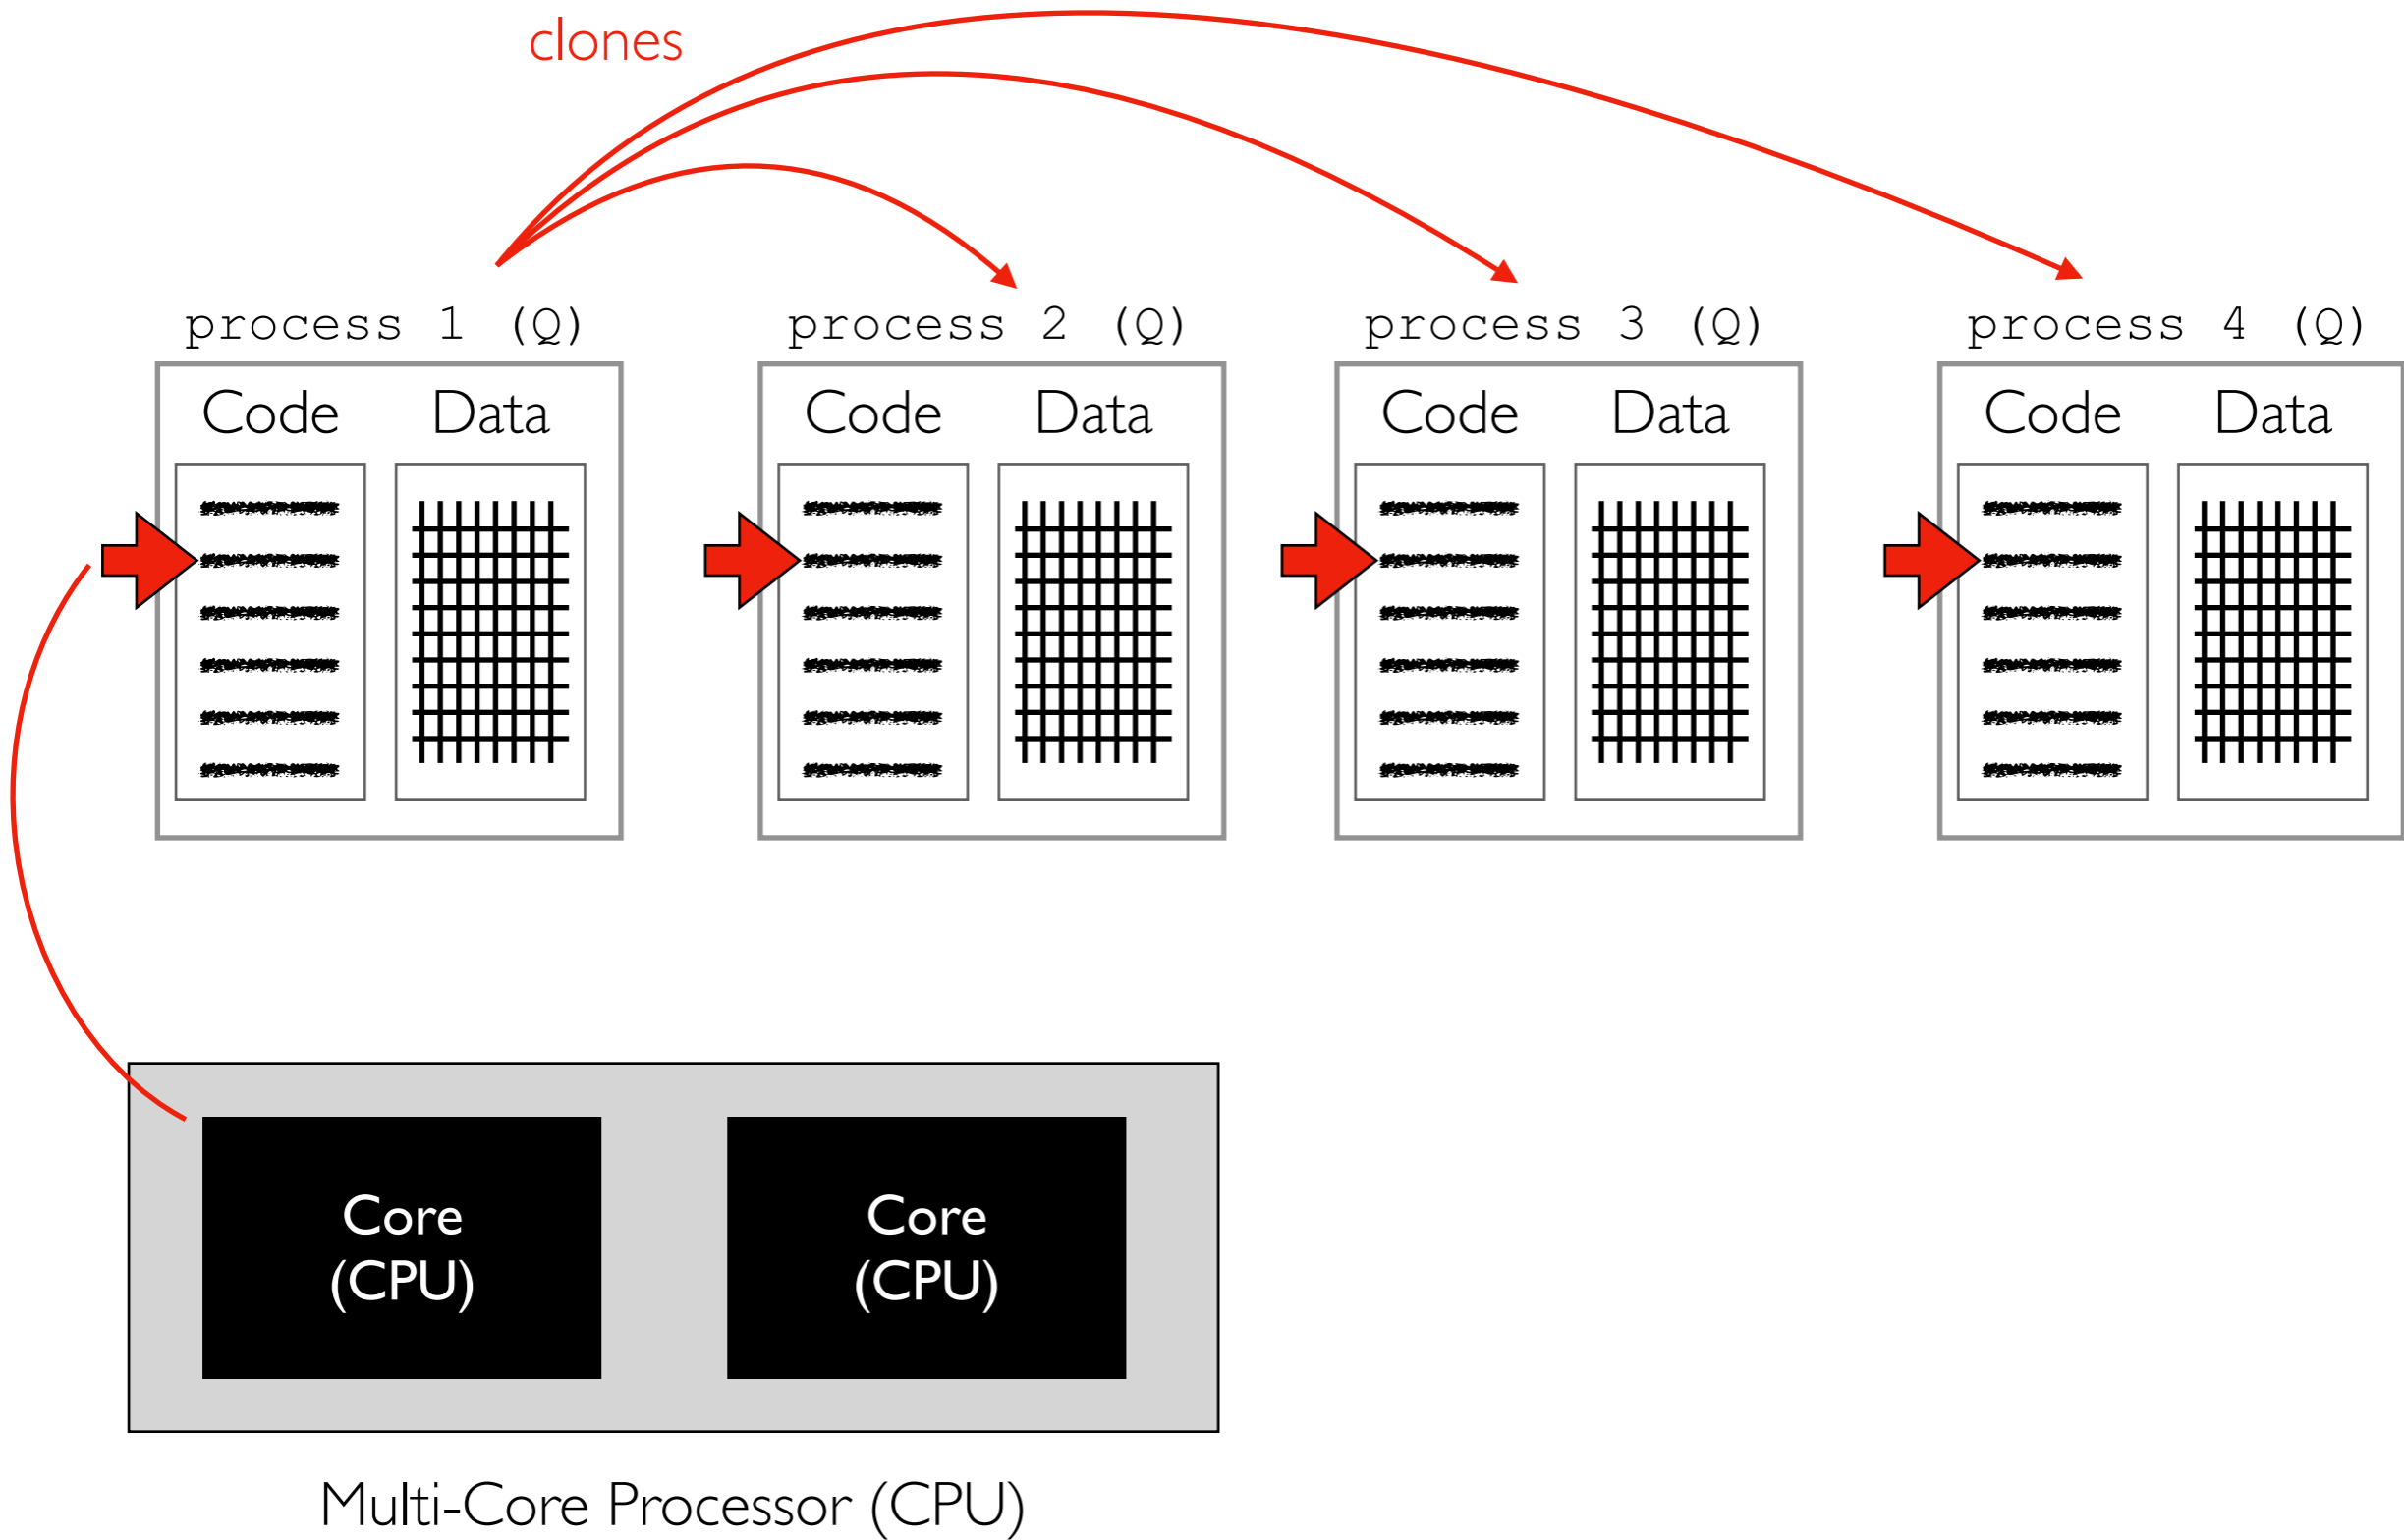 clones
process 1 (Q)
process 2 (Q)
process 3 (Q)
process 4 (Q)
Code
Data
Code
Data
Code
Data
Code
Data
Core
(CPU)
Core
(CPU)
Multi-Core Processor (CPU)